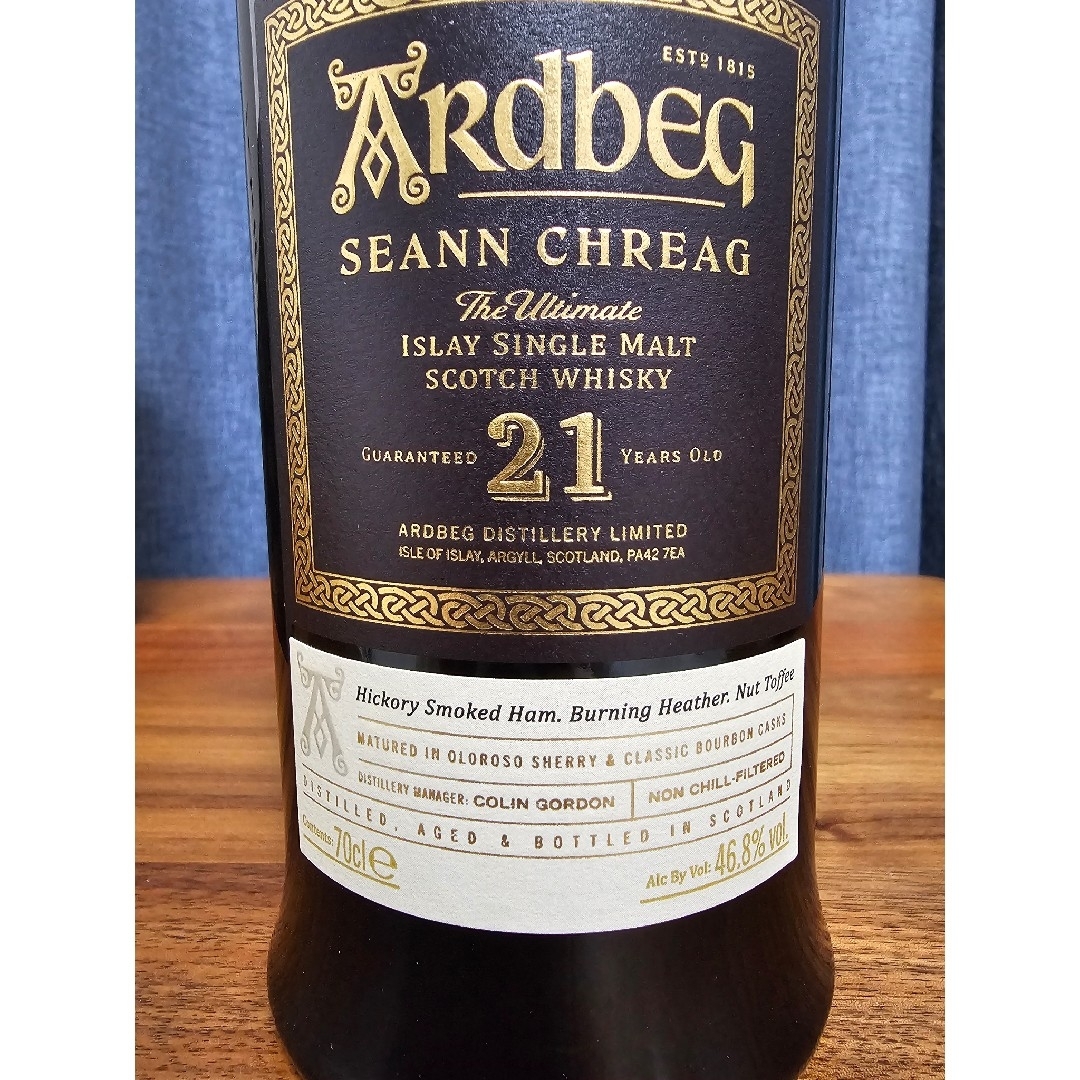 ESTD 1815
ARdbEG
SEANN CHREAG
The Ultimate
ISLAY SINGLE MALT
SCOTCH WHISKY
GUARANTEED 21 YEARS OLD
ARDBEG DISTILLERY LIMITED
ISLE OF ISLAY, ARGYLL, SCOTLAND, PA42 7EA
A
Hickory Smoked Ham. Burning Heather. Nut Toffee
MATURED IN OLOROSO SHERRY & CLASSIC BOURBON CASKS
DISTILLERY MANAGER: COLIN GORDON NON CHILL-FILTERED
DISTILLED, AGED & BOTTLED IN SCOTLAND
Contents: 70cl e
Alc By Vol: 46.8% vol.